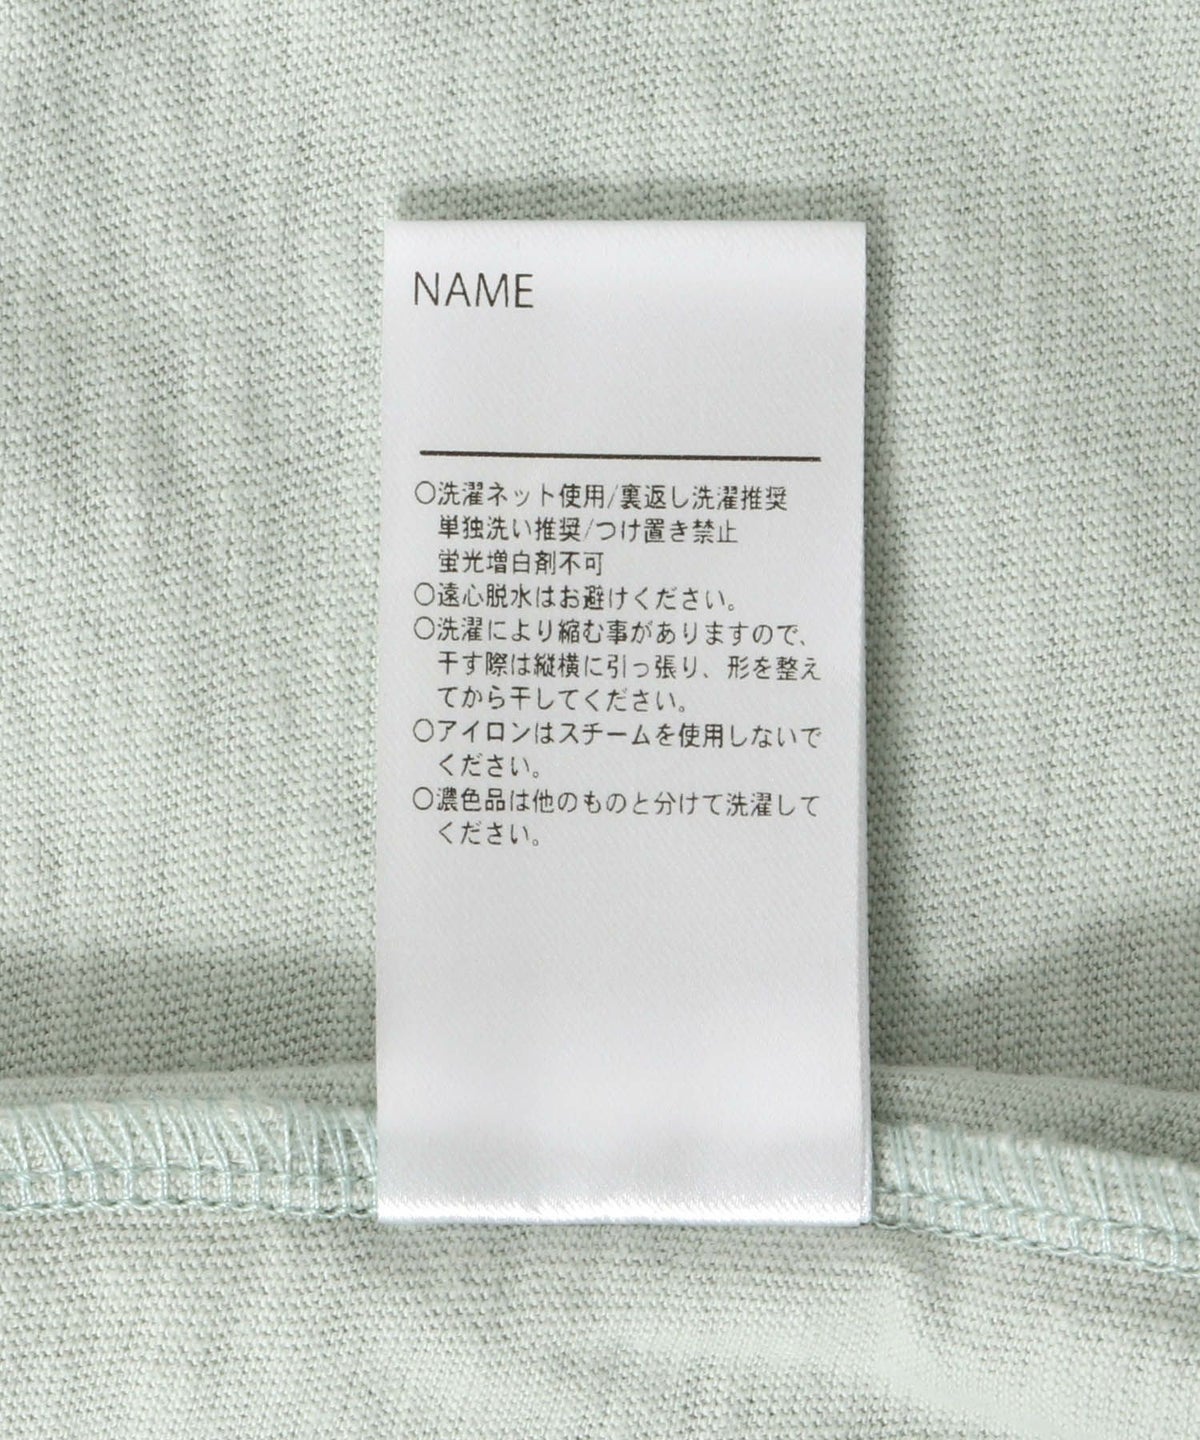 NAME
○洗濯ネット使用/裏返し洗濯推奨
単独洗い推奨/つけ置き禁止
蛍光増白剤不可
○遠心脱水はお避けください。
○洗濯により縮む事がありますので、
干す際は縦横に引っ張り、形を整え
てから干してください。
○アイロンはスチームを使用しないで
ください。
○濃色品は他のものと分けて洗濯して
ください。